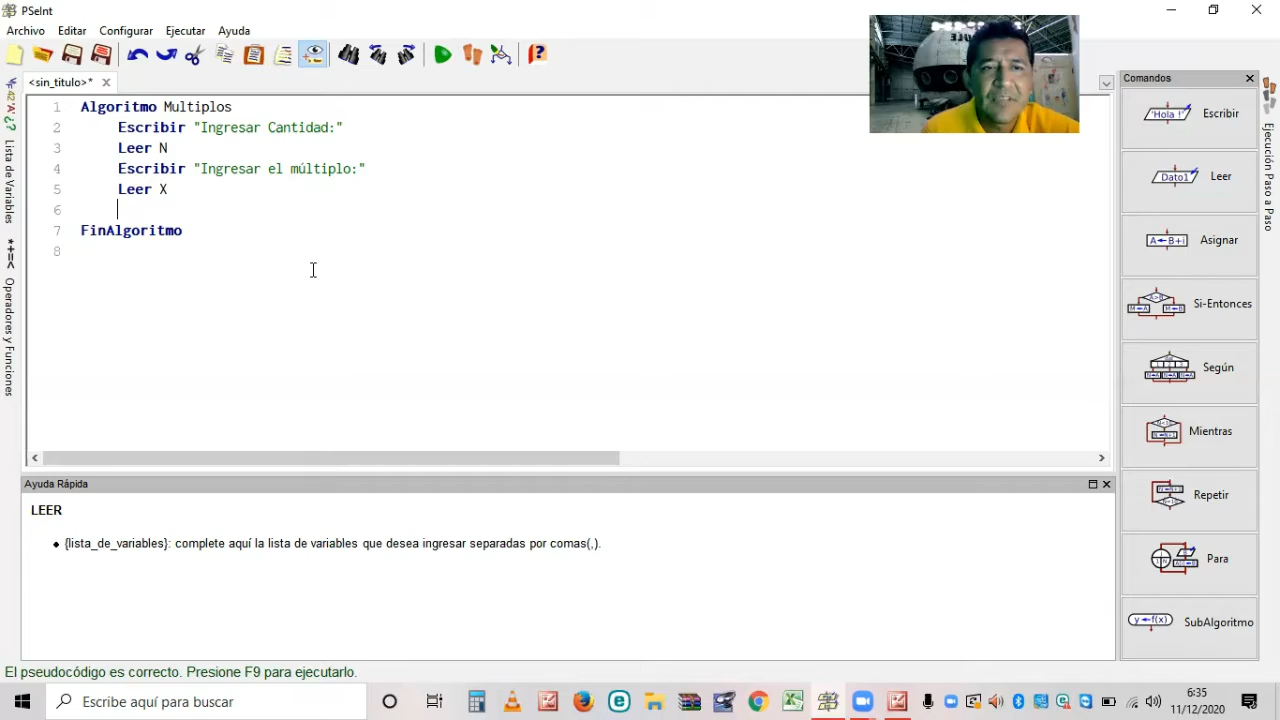 PSeInt
Archivo Editar Configurar Ejecutar Ayuda
<sin_titulo>*
1 Algoritmo Multiplos
2 Escribir "Ingresar Cantidad:"
3 Leer N
4 Escribir "Ingresar el múltiplo:"
5 Leer X
6
7 FinAlgoritmo
8
Lista de Variables
*+=<
Operadores y Funciones
Comandos
'Hola !' Escribir
Dato1 Leer
A←B+i Asignar
Si-Entonces
Según
Mientras
Repetir
Para
y←f(x) SubAlgoritmo
Ejecución Paso a Paso
Ayuda Rápida
LEER
{lista_de_variables}: complete aquí la lista de variables que desea ingresar separadas por comas(,).
El pseudocódigo es correcto. Presione F9 para ejecutarlo.
Escribe aquí para buscar
6:35
11/12/2020